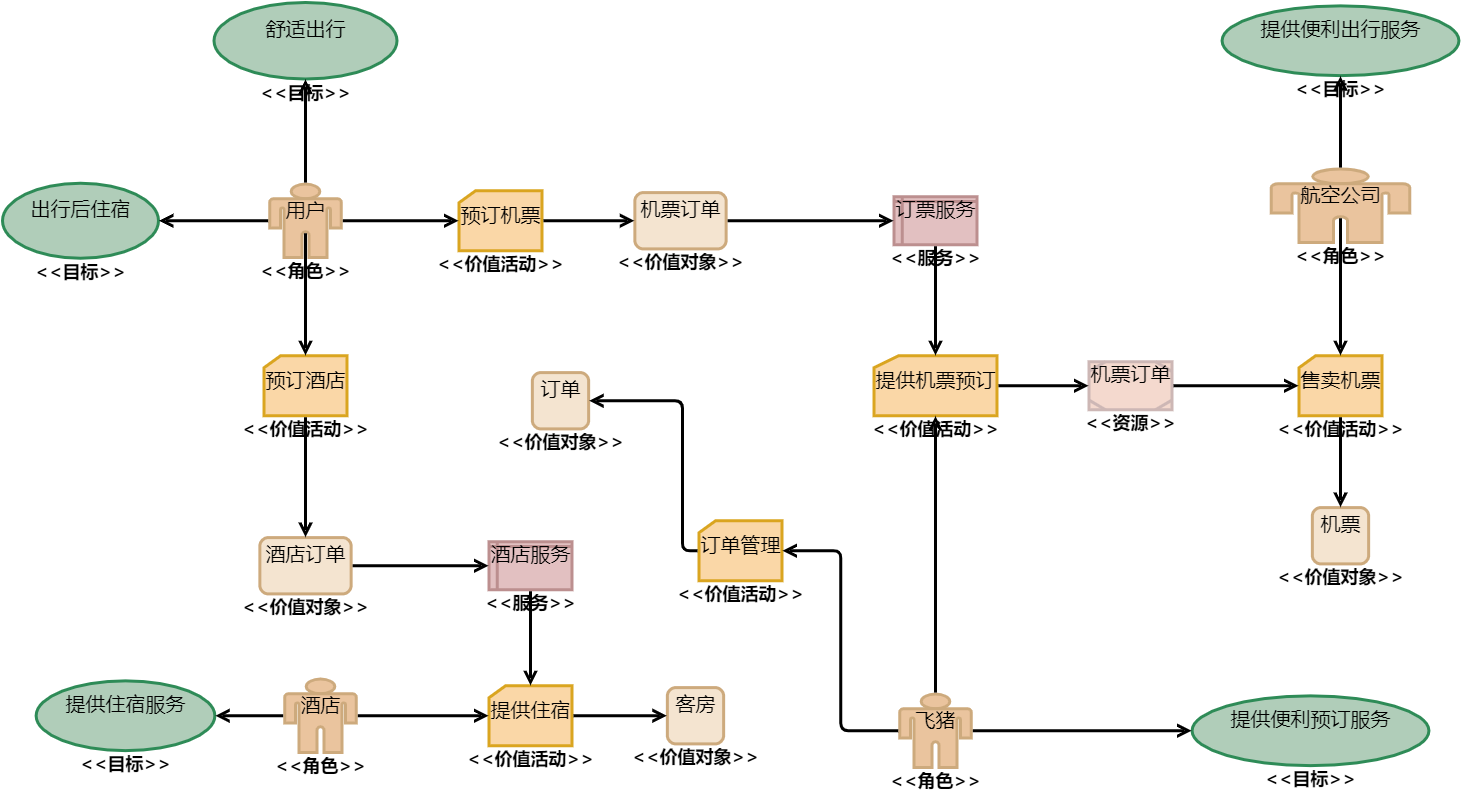 舒适出行
<<目标>>
提供便利出行服务
<<目标>>
出行后住宿
<<目标>>
用户
<<角色>>
预订机票
<<价值活动>>
机票订单
<<价值对象>>
订票服务
<<服务>>
航空公司
<<角色>>
预订酒店
<<价值活动>>
订单
<<价值对象>>
提供机票预订
<<价值活动>>
机票订单
<<资源>>
售卖机票
<<价值活动>>
酒店订单
<<价值对象>>
酒店服务
<<服务>>
订单管理
<<价值活动>>
机票
<<价值对象>>
提供住宿服务
<<目标>>
酒店
<<角色>>
提供住宿
<<价值活动>>
客房
<<价值对象>>
飞猪
<<角色>>
提供便利预订服务
<<目标>>